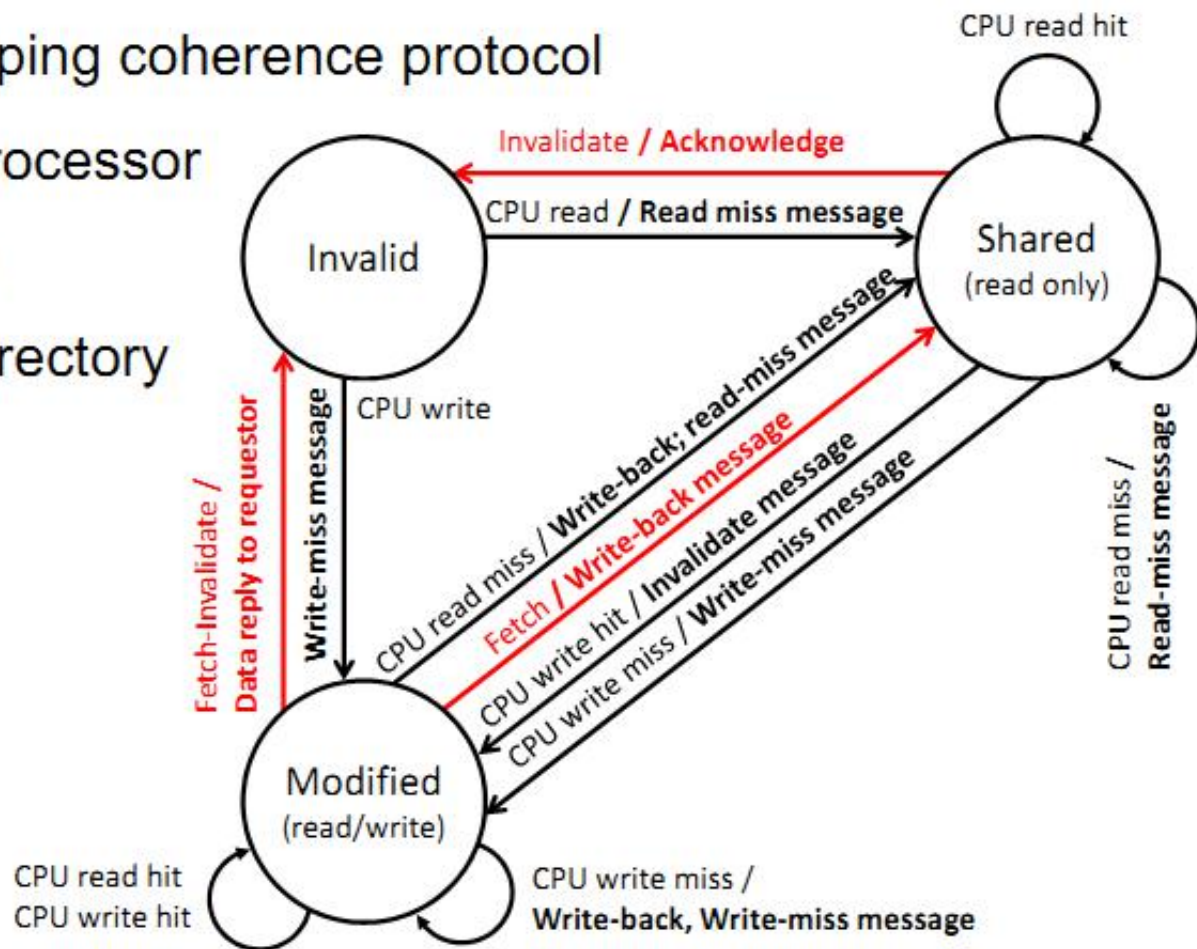 ping coherence protocol
rocessor
rectory
CPU read hit
Invalidate / Acknowledge
CPU read / Read miss message
Invalid
Shared
(read only)
CPU write
Write-miss message
Fetch-Invalidate /
Data reply to requestor
CPU read miss / Write-back; read-miss message
Fetch / Write-back message
CPU write hit / Invalidate message
CPU write miss / Write-miss message
CPU read miss /
Read-miss message
Modified
(read/write)
CPU read hit
CPU write hit
CPU write miss /
Write-back, Write-miss message